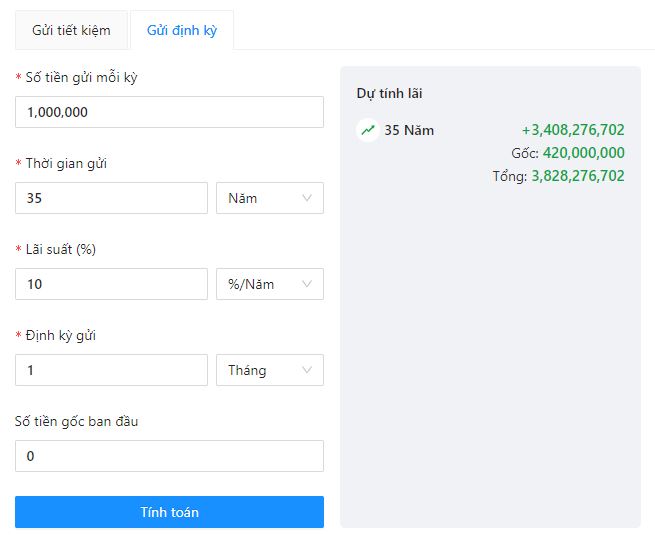 Gửi tiết kiệm
Gửi định kỳ
* Số tiền gửi mỗi kỳ
1,000,000
* Thời gian gửi
35
Năm
* Lãi suất (%)
10
%/Năm
* Định kỳ gửi
1
Tháng
Số tiền gốc ban đầu
0
Tính toán
Dự tính lãi
35 Năm
+3,408,276,702
Gốc: 420,000,000
Tổng: 3,828,276,702